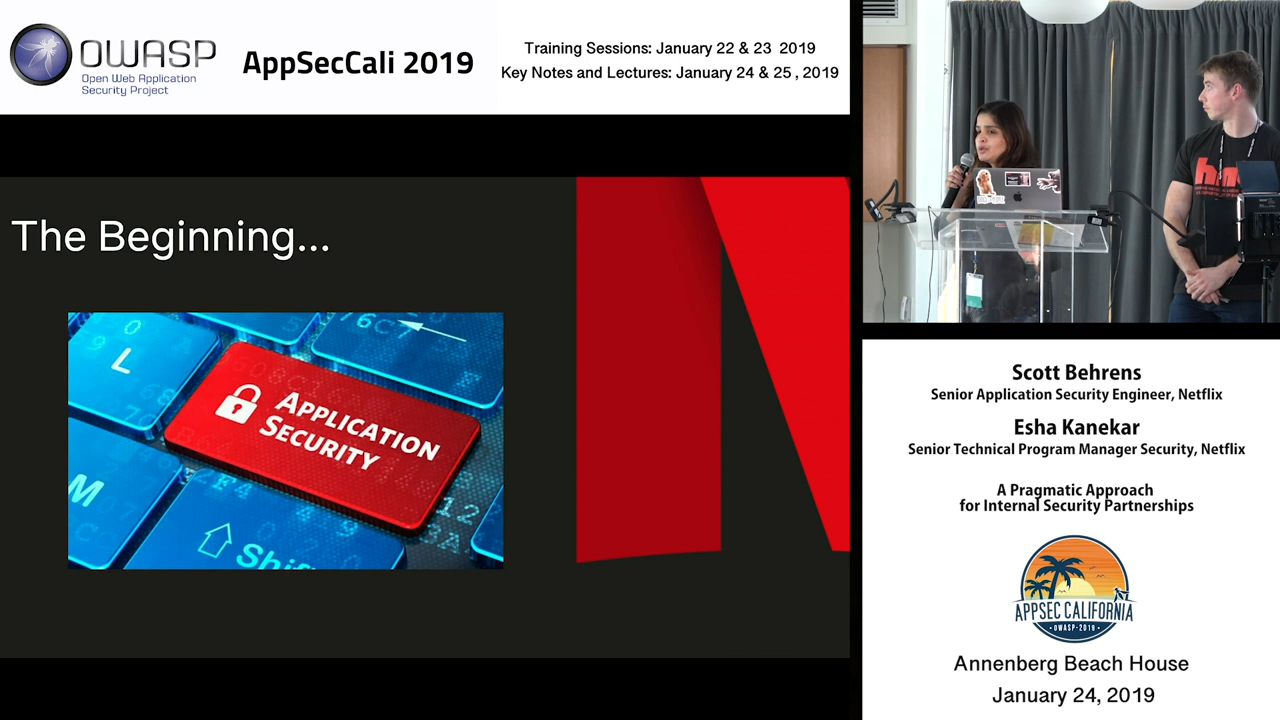 OWASP
Open Web Application
Security Project
AppSecCali 2019
Training Sessions: January 22 & 23 2019
Key Notes and Lectures: January 24 & 25 , 2019
The Beginning...
L
M
APPLICATION
SECURITY
Shif
Scott Behrens
Senior Application Security Engineer, Netflix
Esha Kanekar
Senior Technical Program Manager Security, Netflix
A Pragmatic Approach
for Internal Security Partnerships
APPSEC CALIFORNIA
• OWASP-2019 •
Annenberg Beach House
January 24, 2019